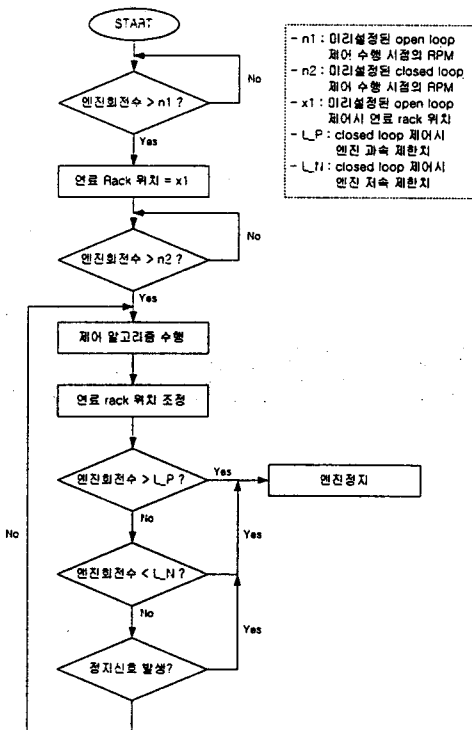 START
엔진회전수 > n1 ?
No
Yes
연료 Rack 위치 = x1
엔진회전수 > n2 ?
No
Yes
제어 알고리즘 수행
연료 rack 위치 조정
엔진회전수 > L_P ?
Yes
엔진정지
No
No
엔진회전수 < L_N ?
Yes
No
정지신호 발생?
Yes
- n1 : 미리설정된 open loop
제어 수행 시점의 RPM
- n2 : 미리설정된 closed loop
제어 수행 시점의 RPM
- x1 : 미리설정된 open loop
제어시 연료 rack 위치
- L_P : closed loop 제어시
엔진 과속 제한치
- L_N : closed loop 제어시
엔진 저속 제한치